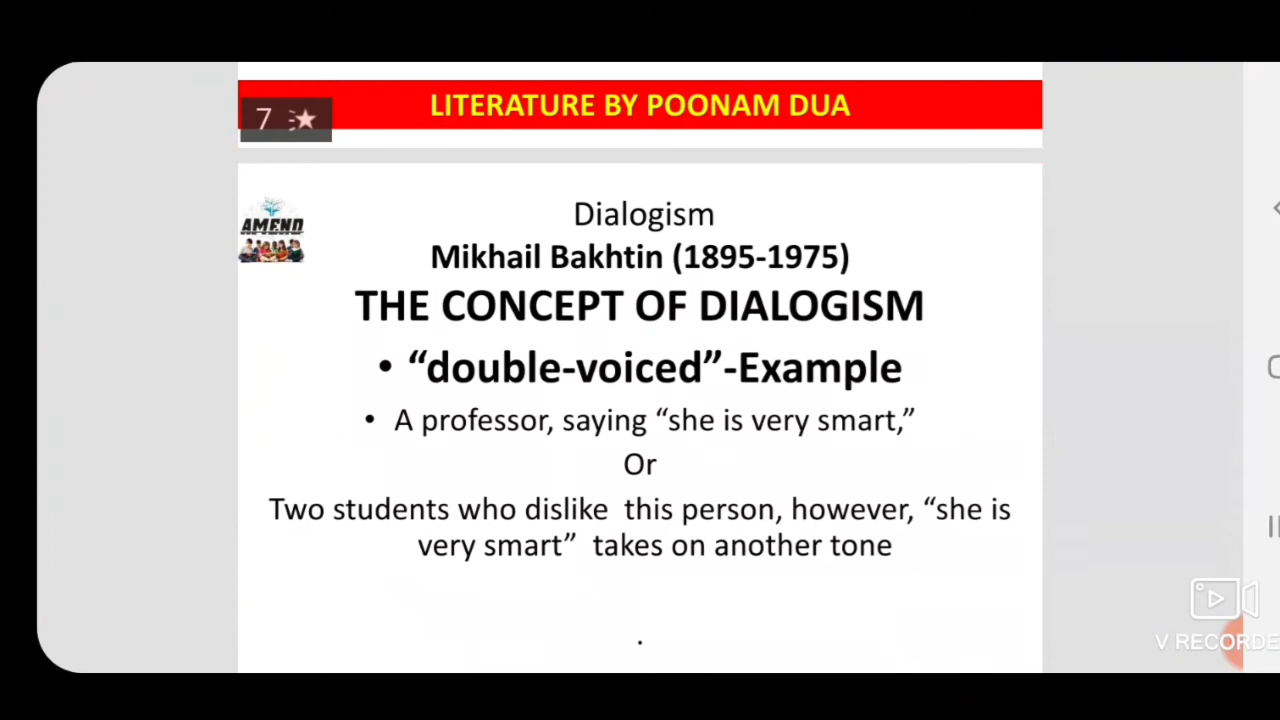 LITERATURE BY POONAM DUA
7
AMEND
Dialogism
Mikhail Bakhtin (1895-1975)
THE CONCEPT OF DIALOGISM
• “double-voiced”-Example
• A professor, saying “she is very smart,”
Or
Two students who dislike this person, however, “she is
very smart” takes on another tone
.
V RECORDE